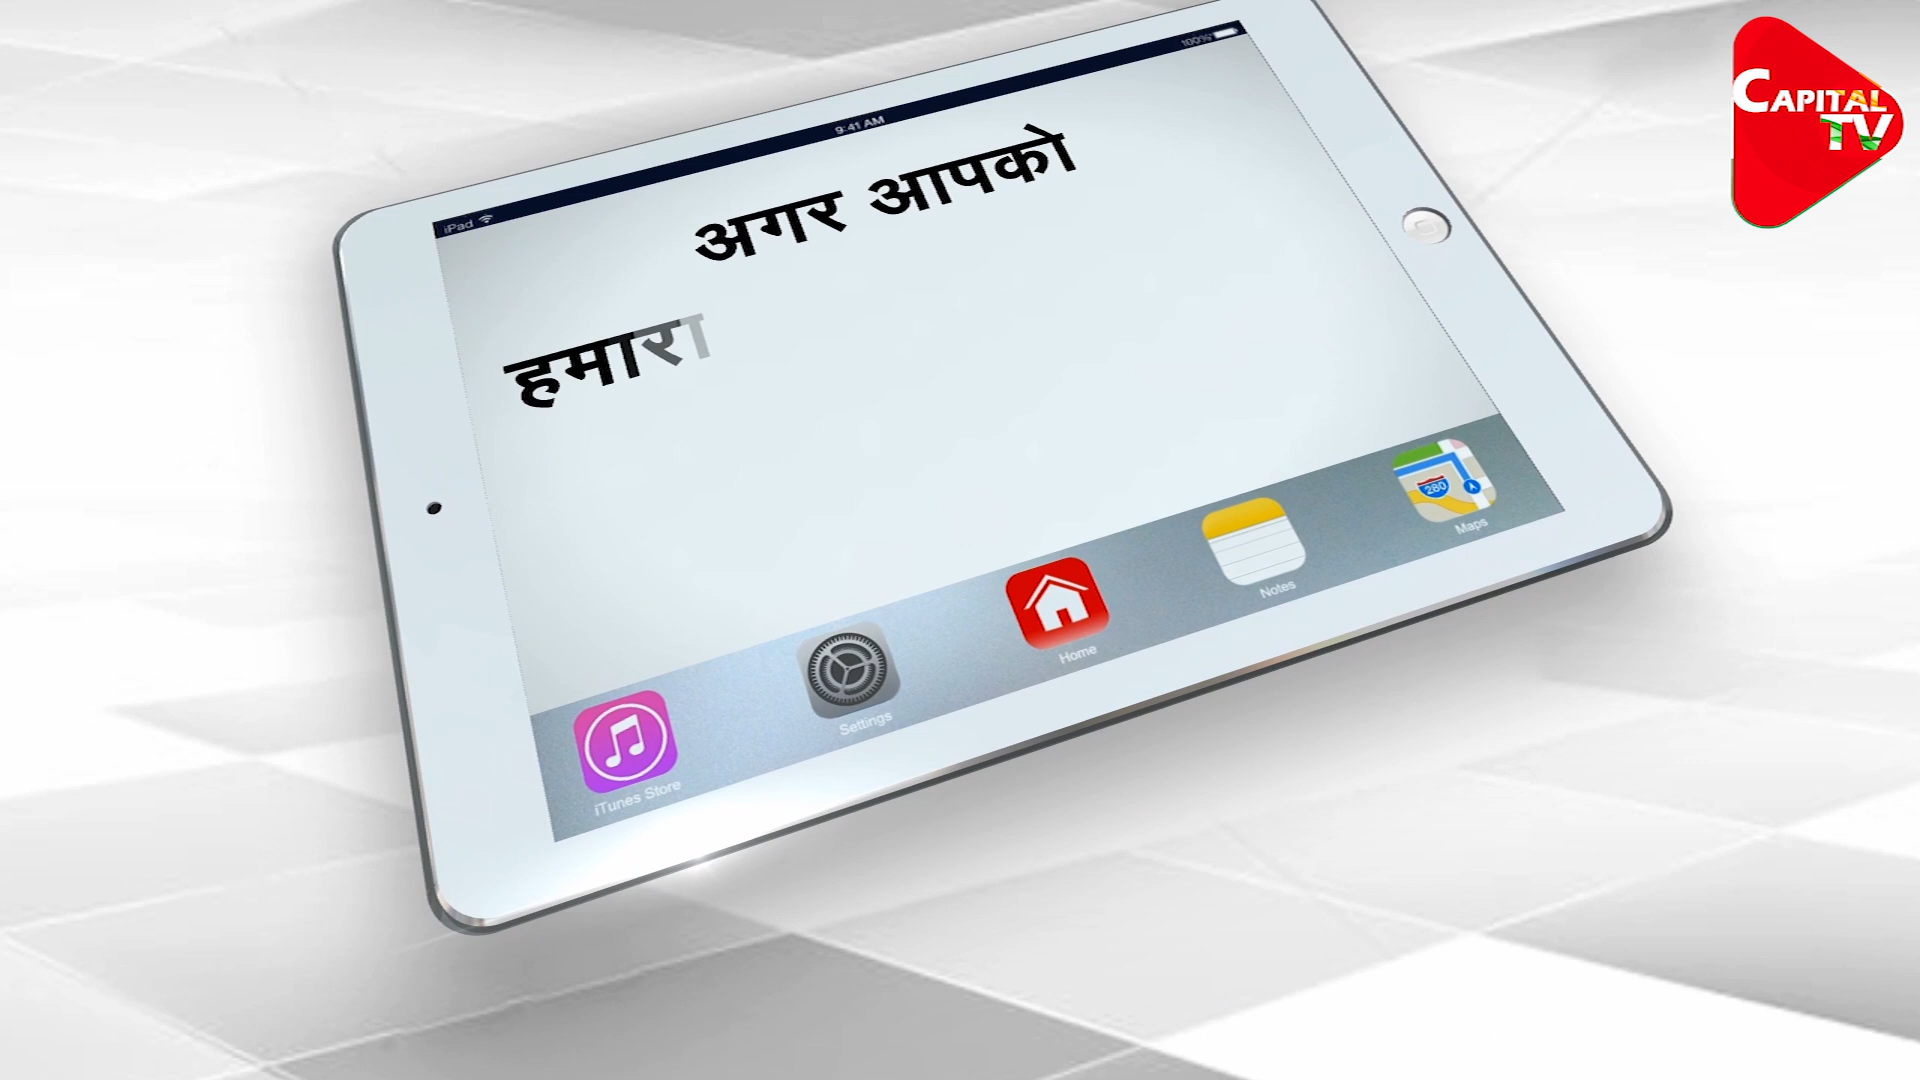 CAPITAL
TV
iPad
9:41 AM
100%
अगर आपको
हमारा
280
iTunes Store
Settings
Home
Notes
Maps